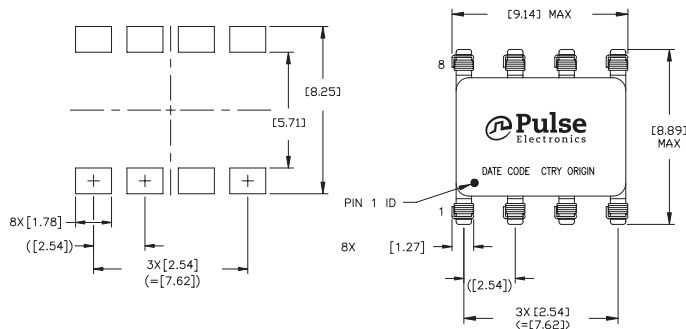 [9.14] MAX
8
[8.25]
[5.71]
Pulse
Electronics
[8.89]
MAX
DATE CODE CTRY ORIGIN
PIN 1 ID
1
8X[1.78]
([2.54])
8X [1.27]
3X[2.54]
(=[7.62])
([2.54])
3X[2.54]
(=[7.62])